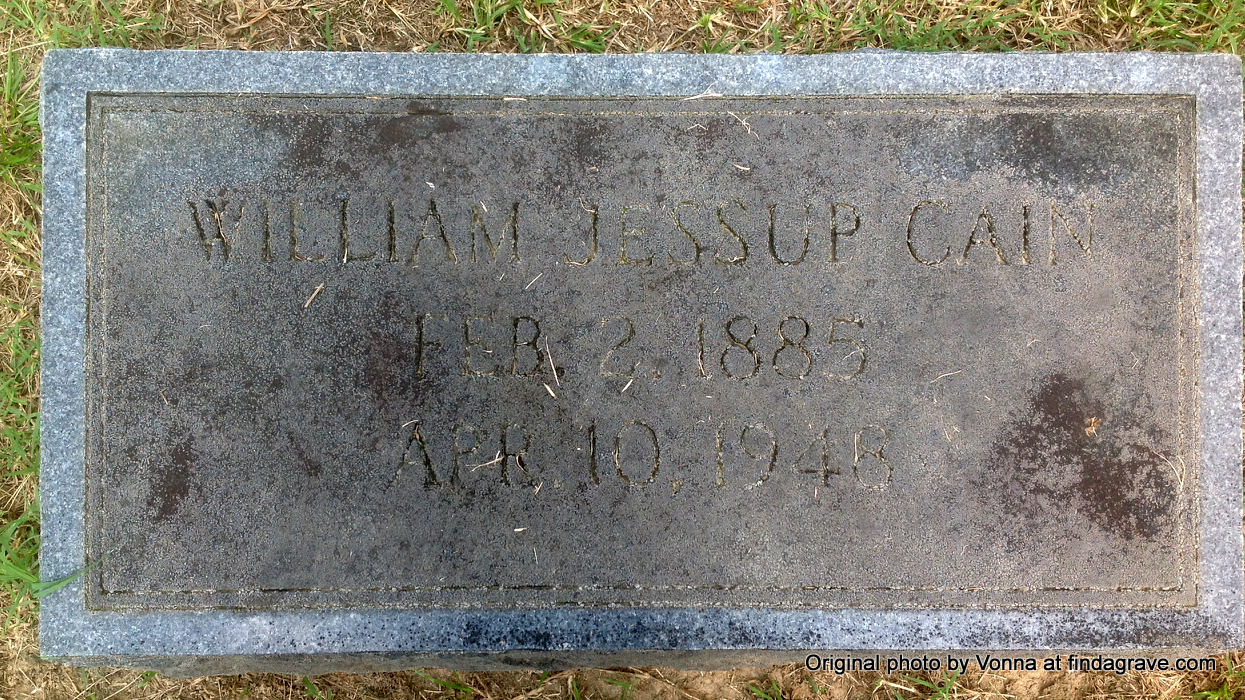 WILLIAM JESSUP CAIN
FEB. 2, 1885
APR. 10, 1948
Original photo by Vonna at findagrave.com